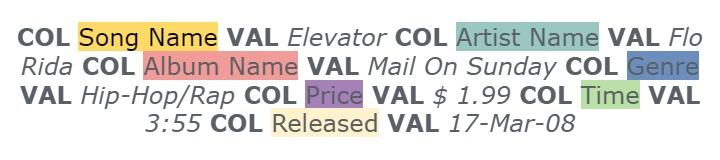 COL Song Name VAL Elevator COL Artist Name VAL Flo
Rida COL Album Name VAL Mail On Sunday COL Genre
VAL Hip-Hop/Rap COL Price VAL $ 1.99 COL Time VAL
3:55 COL Released VAL 17-Mar-08